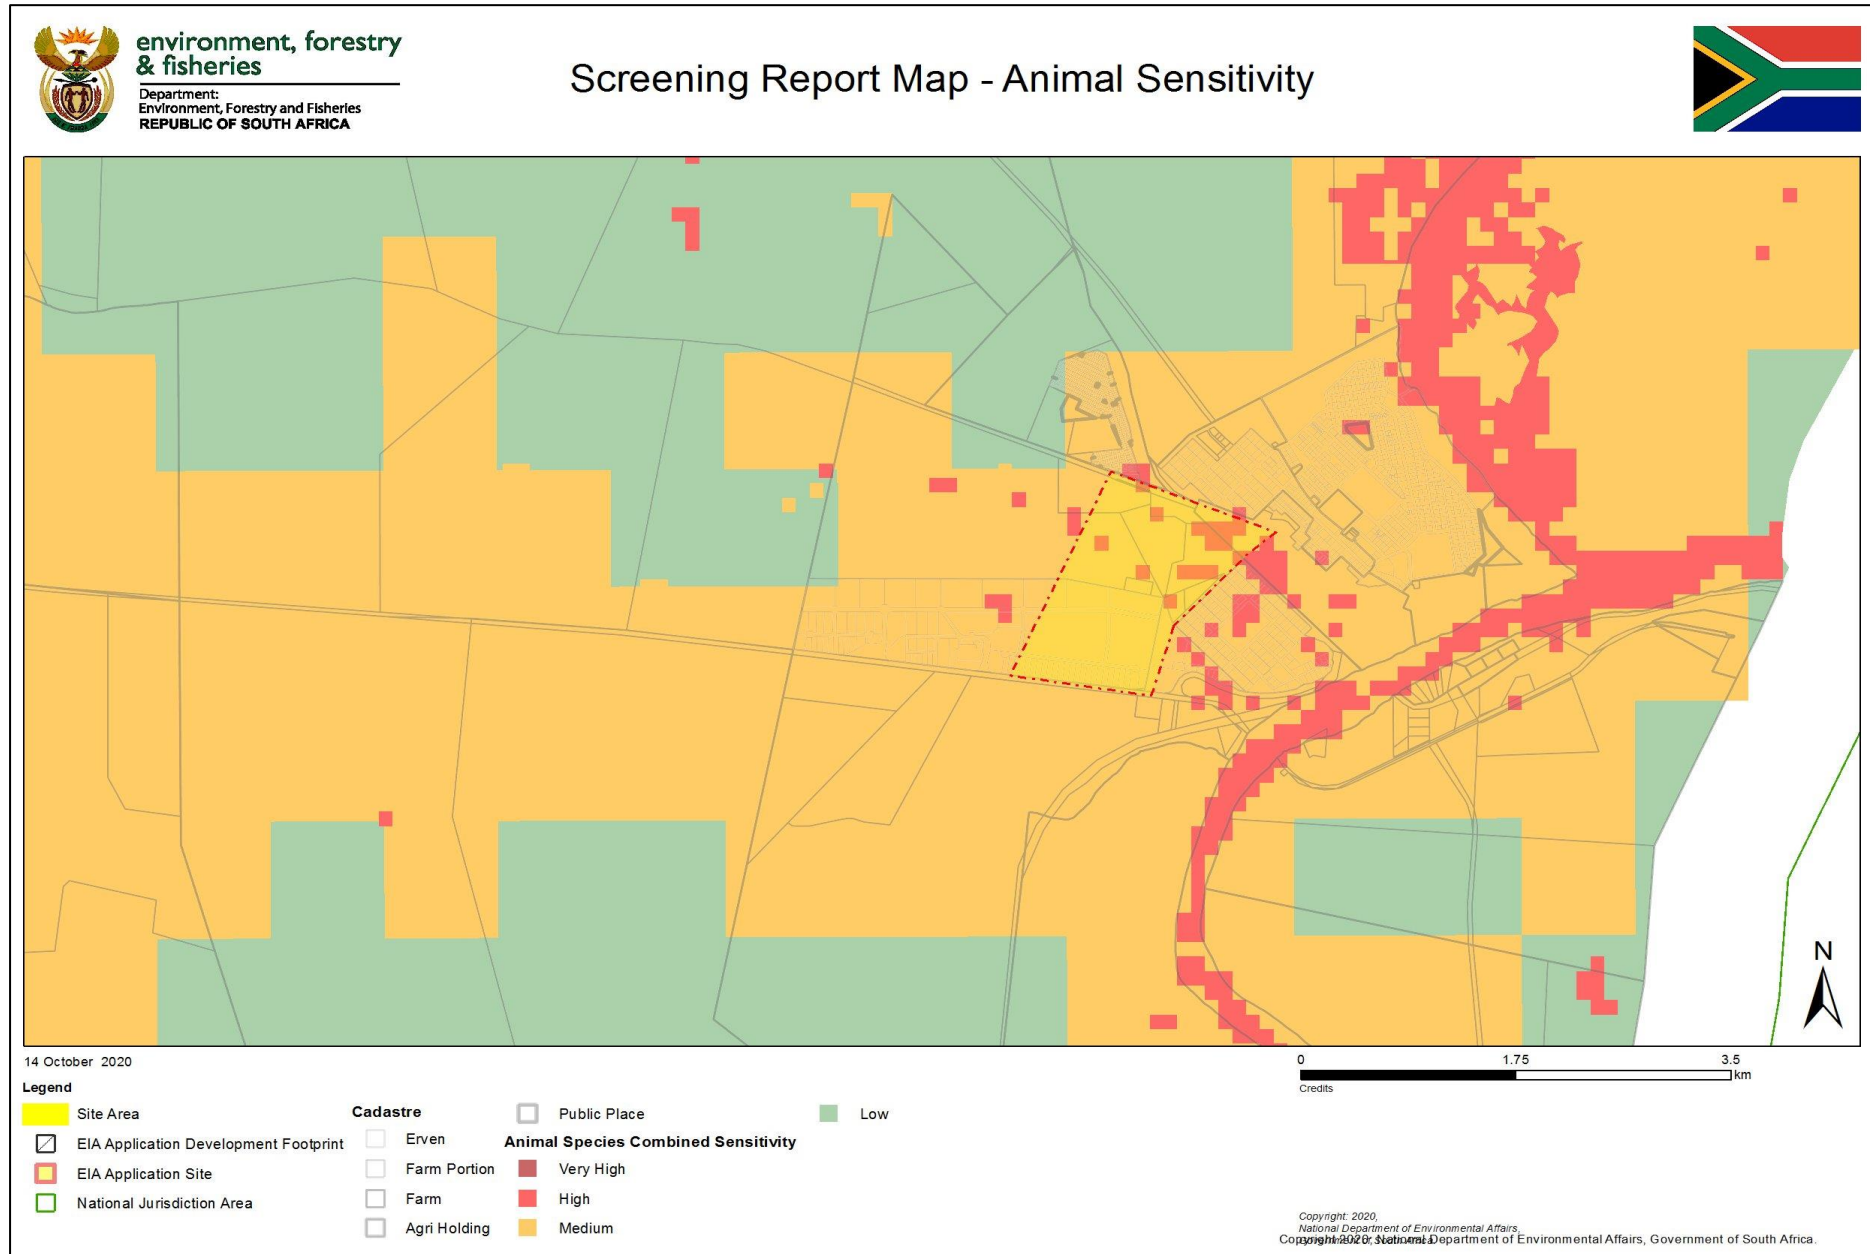 environment, forestry
& fisheries
Department:
Environment, Forestry and Fisheries
REPUBLIC OF SOUTH AFRICA
Screening Report Map - Animal Sensitivity
N
14 October 2020
0 1.75 3.5
km
Credits
Legend
Site Area
EIA Application Development Footprint
EIA Application Site
National Jurisdiction Area
Cadastre
Erven
Farm Portion
Farm
Agri Holding
Public Place
Animal Species Combined Sensitivity
Very High
High
Medium
Low
Copyright: 2020,
National Department of Environmental Affairs,
Copyright 2020, National Department of Environmental Affairs, Government of South Africa.